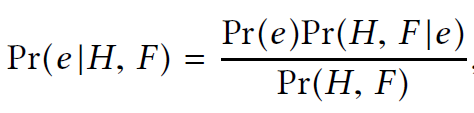 Pr(e|H, F) = Pr(e)Pr(H, F|e) / Pr(H, F),